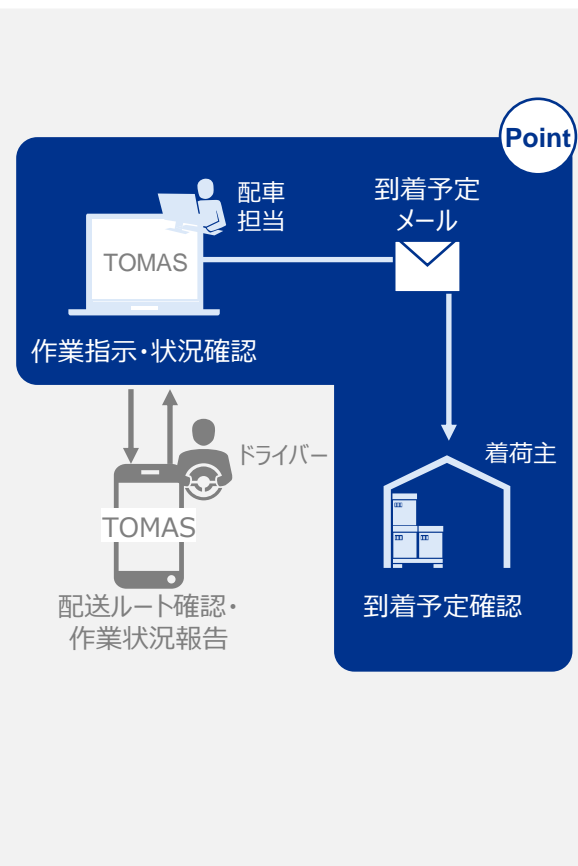 Point
配車
担当
到着予定
メール
TOMAS
作業指示・状況確認
ドライバー
着荷主
TOMAS
配送ルート確認・
作業状況報告
到着予定確認